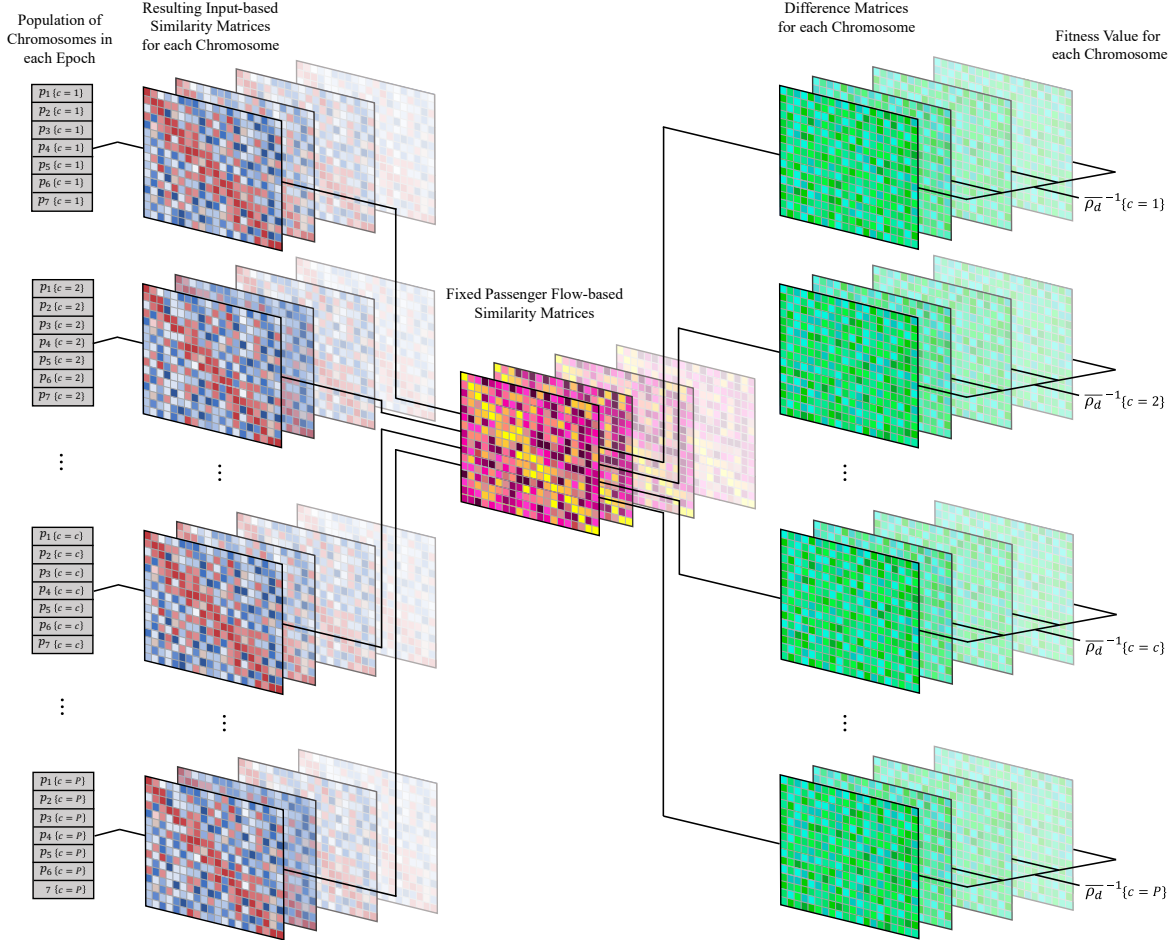 Population of
Chromosomes in
each Epoch
Resulting Input-based
Similarity Matrices
for each Chromosome
Difference Matrices
for each Chromosome
Fitness Value for
each Chromosome
p₁ {c = 1}
p₂ {c = 1}
p₃ {c = 1}
p₄ {c = 1}
p₅ {c = 1}
p₆ {c = 1}
p₇ {c = 1}
ρ̅_d̅⁻¹{c = 1}
p₁ {c = 2}
p₂ {c = 2}
p₃ {c = 2}
p₄ {c = 2}
p₅ {c = 2}
p₆ {c = 2}
p₇ {c = 2}
Fixed Passenger Flow-based
Similarity Matrices
ρ̅_d̅⁻¹{c = 2}
⋮
⋮
⋮
p₁ {c = c}
p₂ {c = c}
p₃ {c = c}
p₄ {c = c}
p₅ {c = c}
p₆ {c = c}
p₇ {c = c}
ρ̅_d̅⁻¹{c = c}
⋮
⋮
⋮
p₁ {c = P}
p₂ {c = P}
p₃ {c = P}
p₄ {c = P}
p₅ {c = P}
p₆ {c = P}
7 {c = P}
ρ̅_d̅⁻¹{c = P}